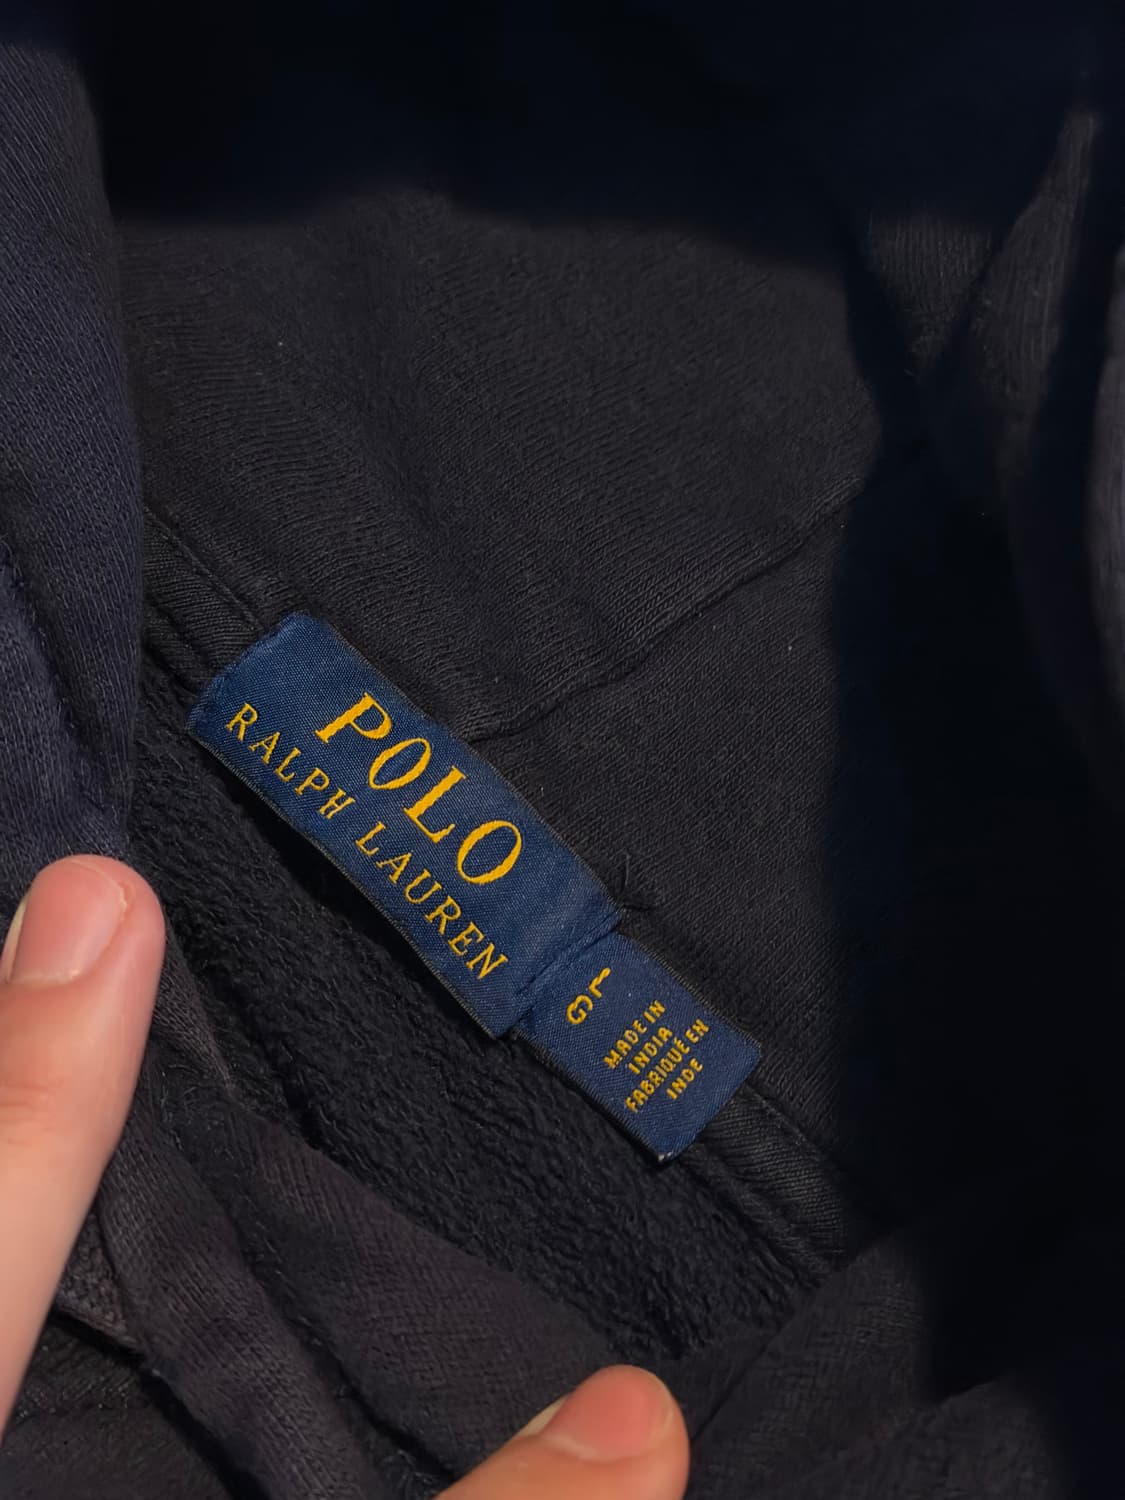 POLO
RALPH LAUREN
L
G
MADE IN
INDIA
FABRIQUÉ EN
INDE